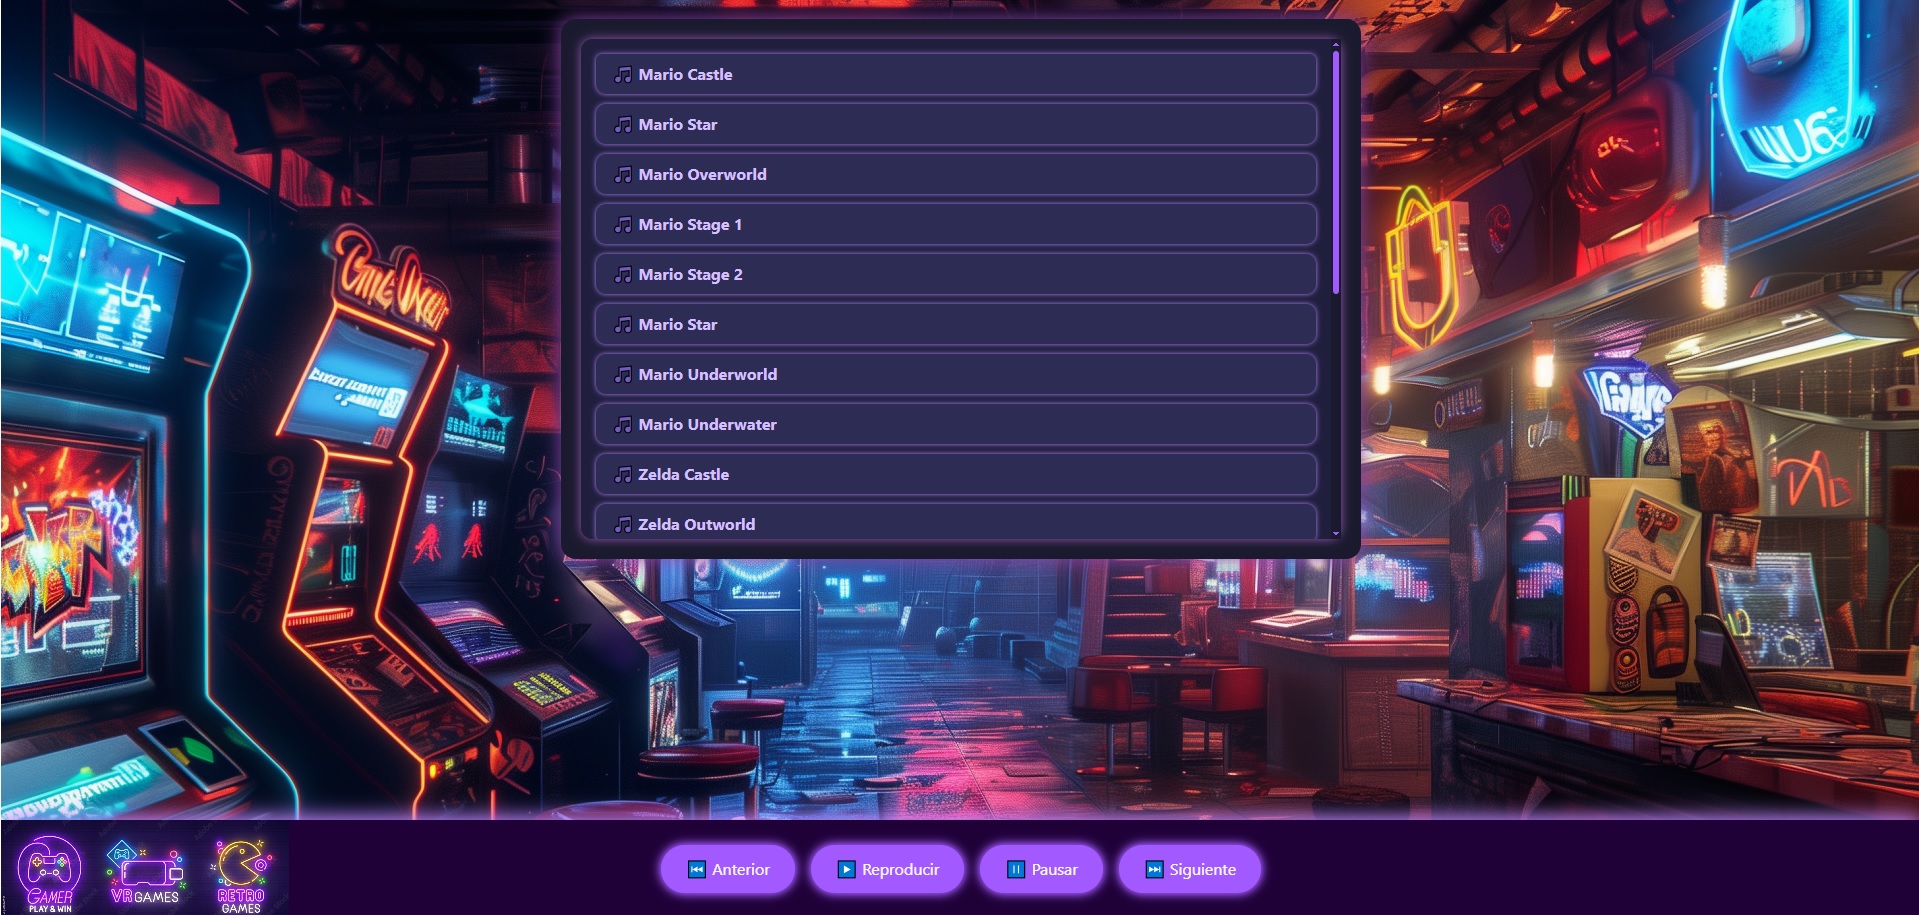 Mario Castle
Mario Star
Mario Overworld
Mario Stage 1
Mario Stage 2
Mario Star
Mario Underworld
Mario Underwater
Zelda Castle
Zelda Outworld
GAMER
PLAY & WIN
VR GAMES
RETRO
GAMES
Anterior
Reproducir
Pausar
Siguiente